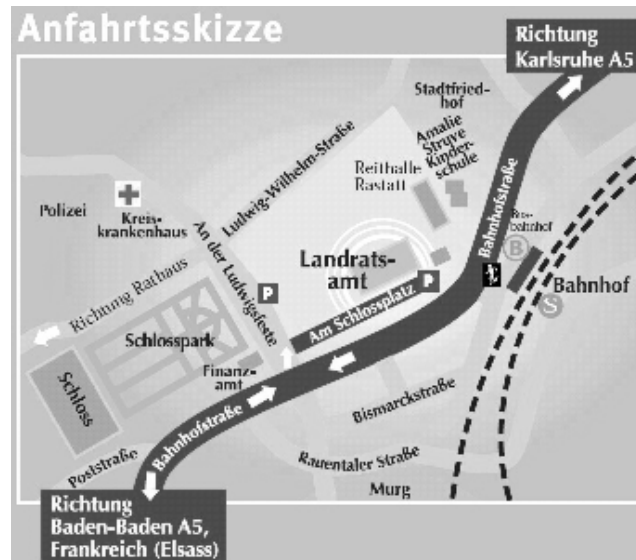 Anfahrtsskizze
Richtung
Karlsruhe A5
Stadtfried-
hof
Amalie
Struve
Kinder-
schule
Reithalle
Rastatt
Ludwig-Wilhelm-Straße
Bahnhofstraße
Bus-
bahnhof
B
Bahnhof
S
Polizei
Kreis-
krankenhaus
An der Ludwigsfeste
Landrats-
amt
P
P
Am Schlossplatz
Richtung Rathaus
Schlosspark
Finanz-
amt
Schloss
Bismarckstraße
Bahnhofstraße
Rauentaler Straße
Poststraße
Murg
Richtung
Baden-Baden A5,
Frankreich (Elsass)